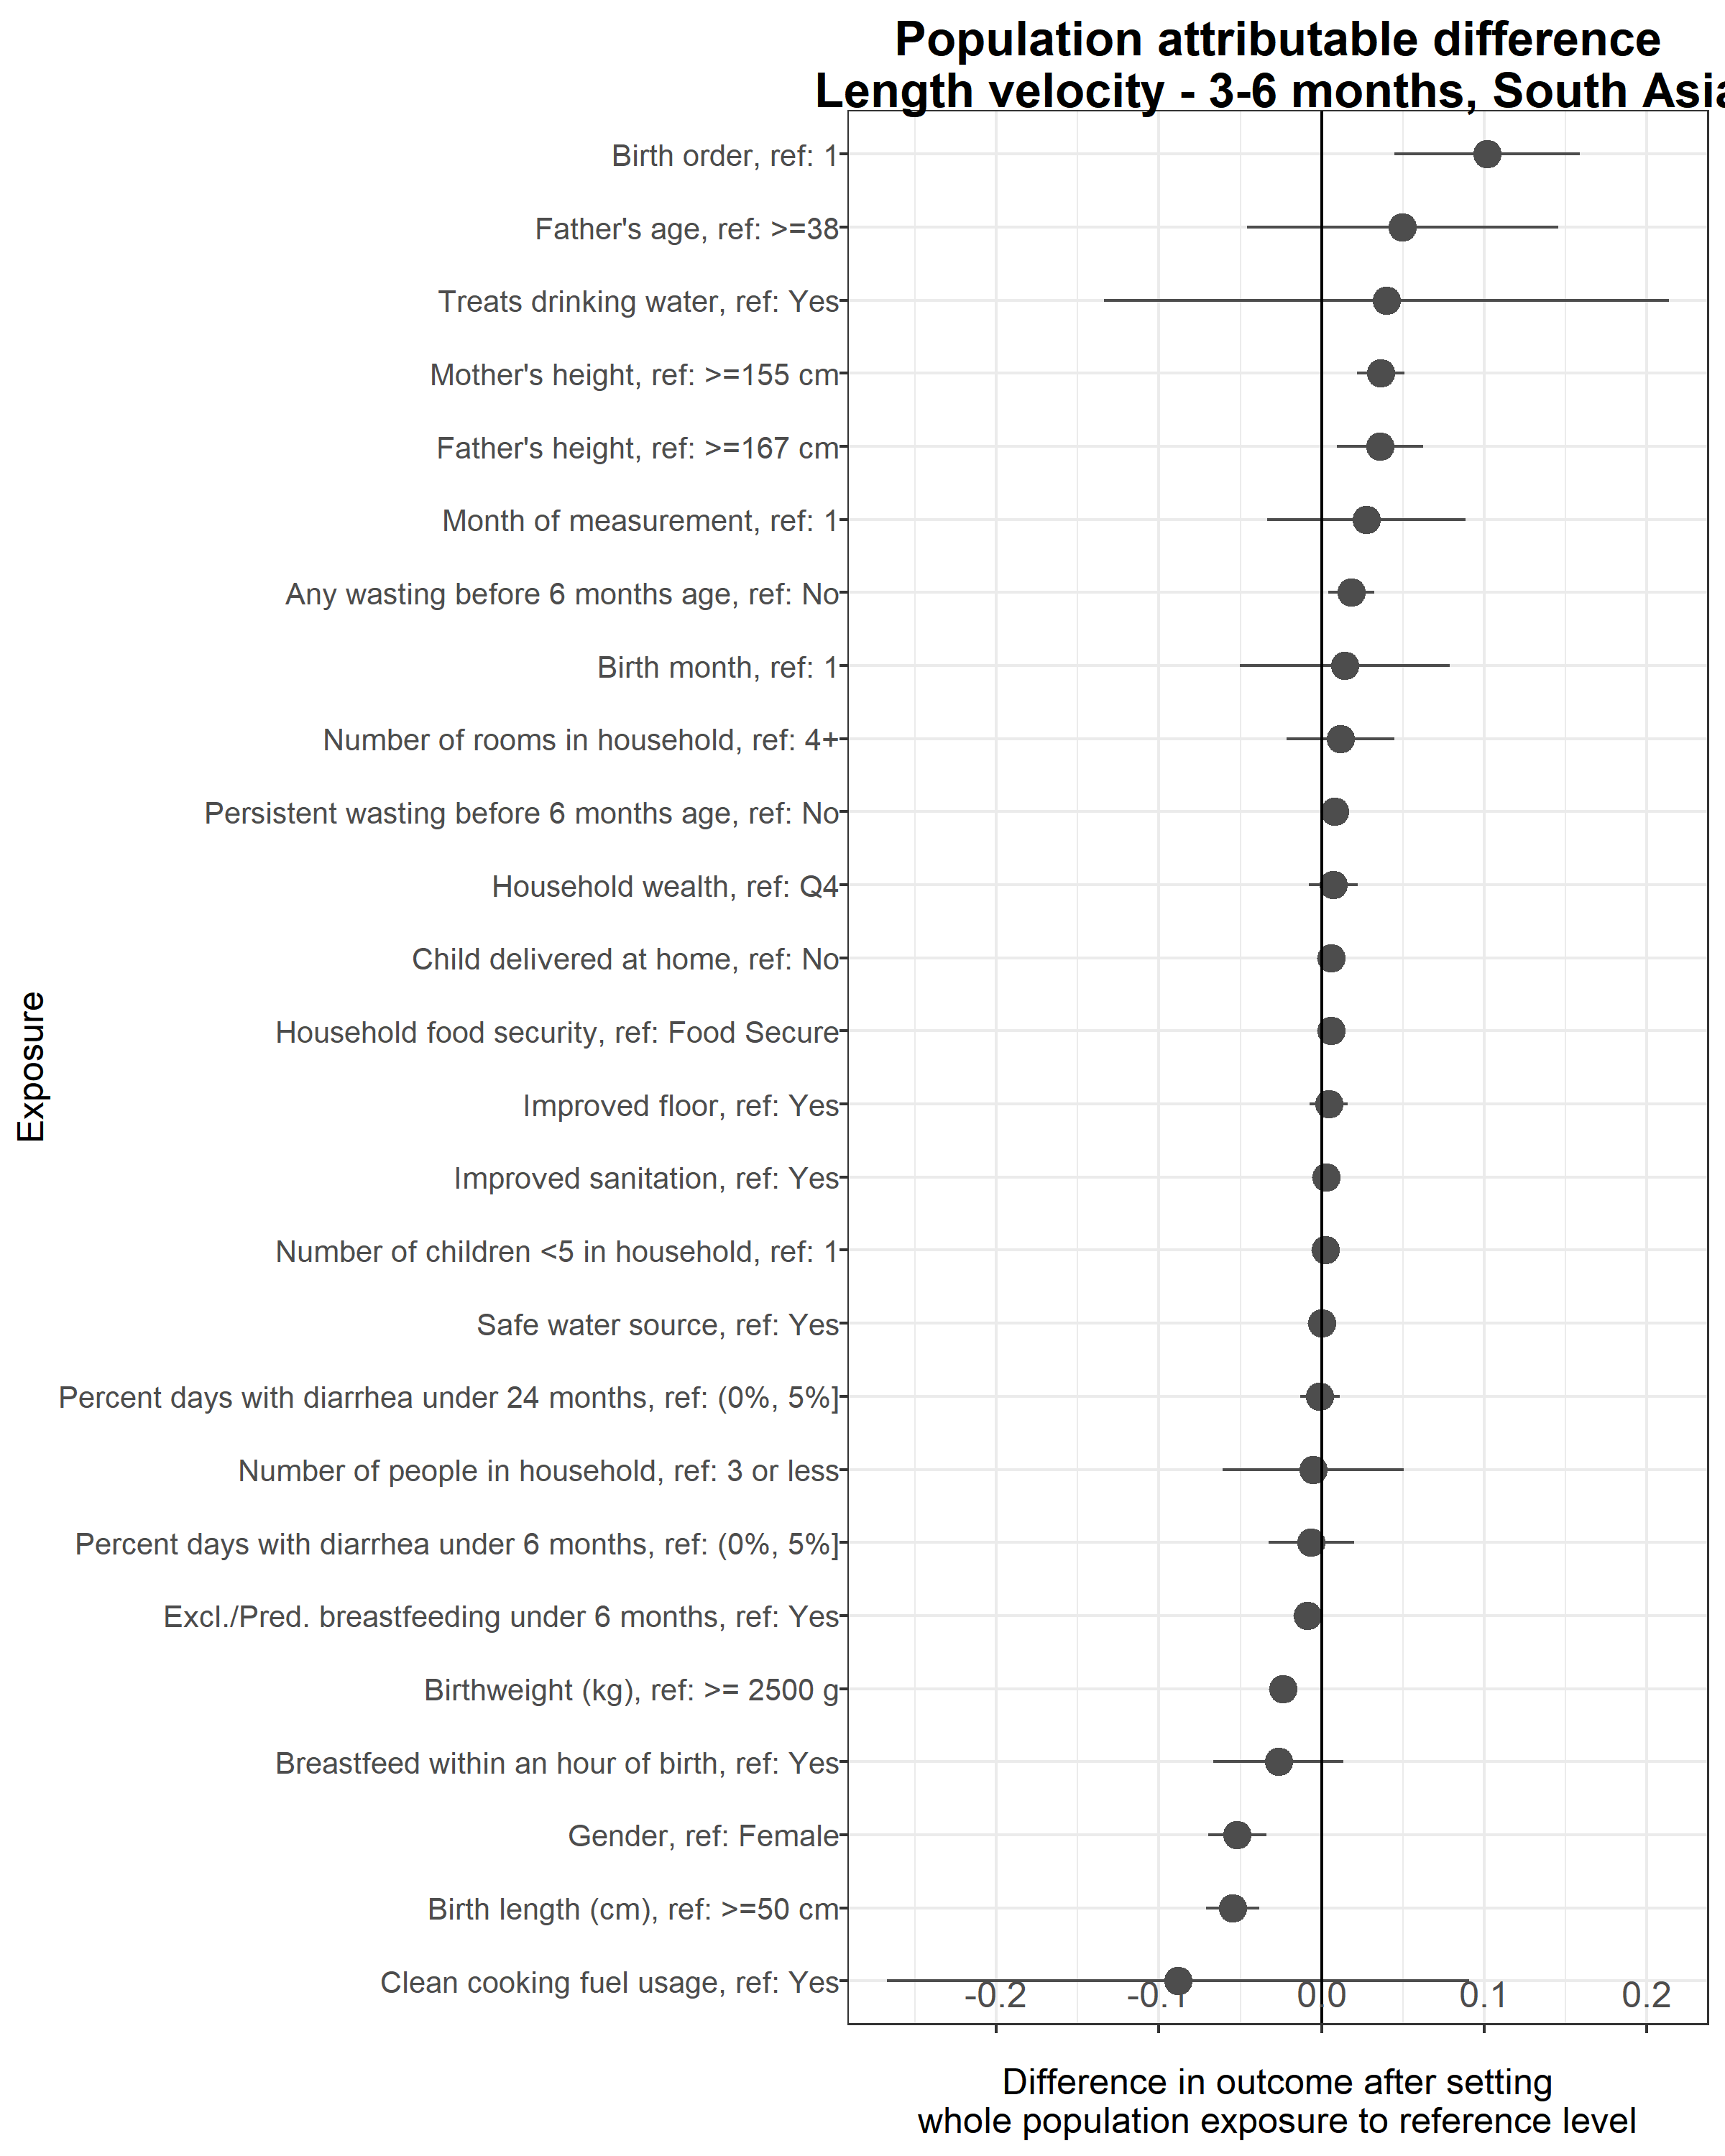 Population attributable difference
Length velocity - 3-6 months, South Asia
Birth order, ref: 1
Father's age, ref: >=38
Treats drinking water, ref: Yes
Mother's height, ref: >=155 cm
Father's height, ref: >=167 cm
Month of measurement, ref: 1
Any wasting before 6 months age, ref: No
Birth month, ref: 1
Number of rooms in household, ref: 4+
Persistent wasting before 6 months age, ref: No
Household wealth, ref: Q4
Child delivered at home, ref: No
Household food security, ref: Food Secure
Improved floor, ref: Yes
Improved sanitation, ref: Yes
Number of children <5 in household, ref: 1
Safe water source, ref: Yes
Percent days with diarrhea under 24 months, ref: (0%, 5%]
Number of people in household, ref: 3 or less
Percent days with diarrhea under 6 months, ref: (0%, 5%]
Excl./Pred. breastfeeding under 6 months, ref: Yes
Birthweight (kg), ref: >= 2500 g
Breastfeed within an hour of birth, ref: Yes
Gender, ref: Female
Birth length (cm), ref: >=50 cm
Clean cooking fuel usage, ref: Yes
Exposure
-0.2 -0.1 0.0 0.1 0.2
Difference in outcome after setting
whole population exposure to reference level